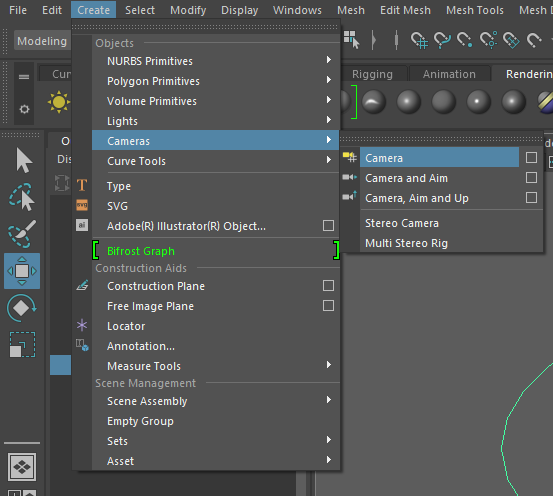 File Edit Create Select Modify Display Windows Mesh Edit Mesh Mesh Tools Mesh D
Modeling
Cur Rigging Animation Rendering
Objects
NURBS Primitives
Polygon Primitives
Volume Primitives
Lights
Cameras
Curve Tools
Type
SVG
Adobe(R) Illustrator(R) Object...
Bifrost Graph
Construction Aids
Construction Plane
Free Image Plane
Locator
Annotation...
Measure Tools
Scene Management
Scene Assembly
Empty Group
Sets
Asset
Camera
Camera and Aim
Camera, Aim and Up
Stereo Camera
Multi Stereo Rig